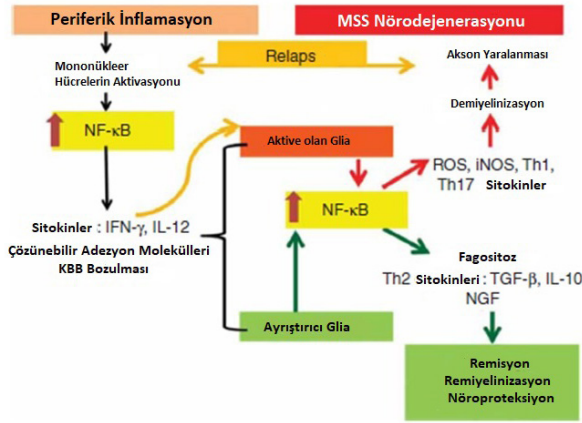 Periferik İnflamasyon
MSS Nörodejenerasyonu
Mononükleer
Hücrelerin Aktivasyonu
Relaps
Akson Yaralanması
Demiyelinizasyon
NF-κB
Aktive olan Glia
ROS, iNOS, Th1,
Th17 Sitokinler
NF-κB
Sitokinler : IFN-γ, IL-12
Çözünebilir Adezyon Molekülleri
KBB Bozulması
Fagositoz
Th2 Sitokinleri : TGF-β, IL-10
NGF
Ayrıştırıcı Glia
Remisyon
Remiyelinizasyon
Nöroproteksiyon